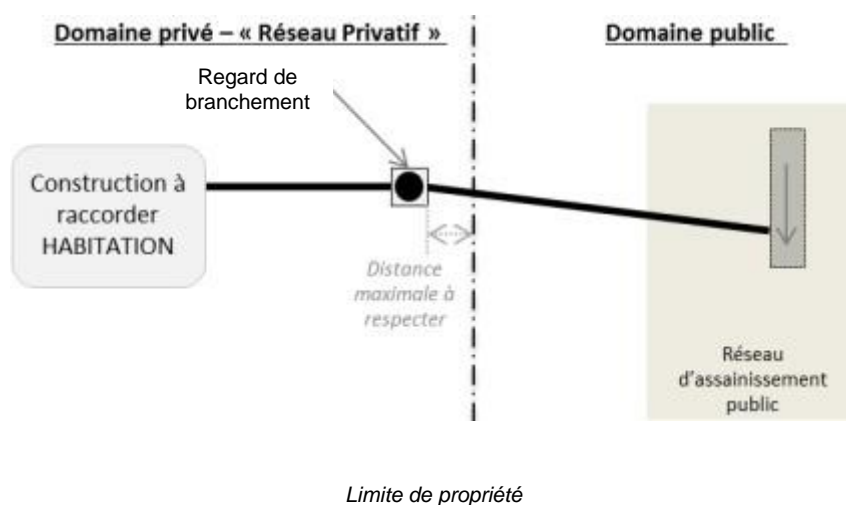 Domaine privé – « Réseau Privatif »
Domaine public
Regard de
branchement
Construction à
raccorder
HABITATION
Distance
maximale à
respecter
Réseau
d'assainissement
public
Limite de propriété